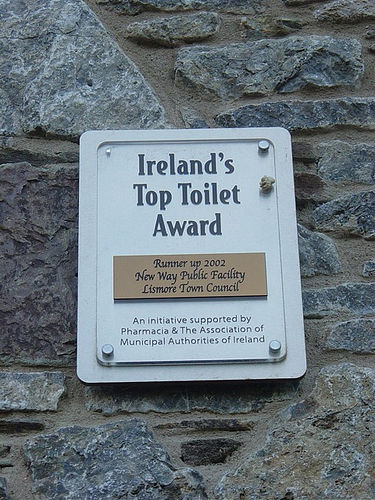 Ireland's
Top Toilet
Award
Runner up 2002
New Way Public Facility
Lismore Town Council
An initiative supported by
Pharmacia & The Association of
Municipal Authorities of Ireland